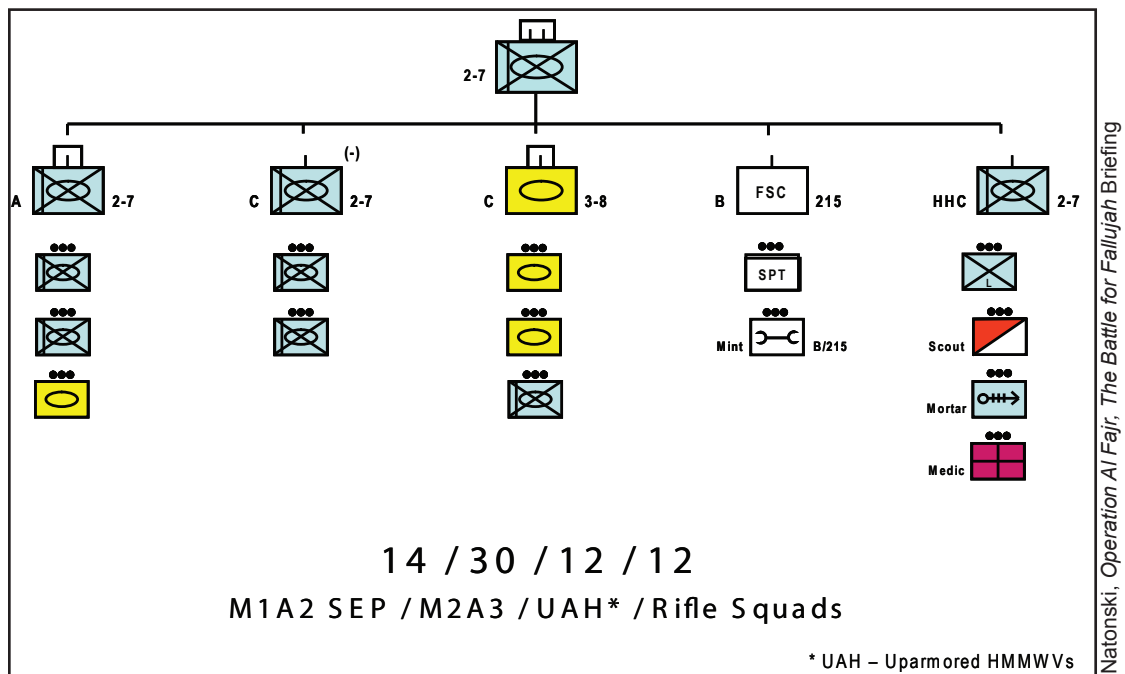 2-7
(-)
A 2-7
C 2-7
C 3-8
B FSC 215
HHC 2-7
SPT
L
Mint B/215
Scout
Mortar
Medic
14 / 30 / 12 / 12
M1A2 SEP / M2A3 / UAH* / Rifle Squads
* UAH – Uparmored HMMWVs
Natonski, Operation Al Fajr, The Battle for Fallujah Briefing